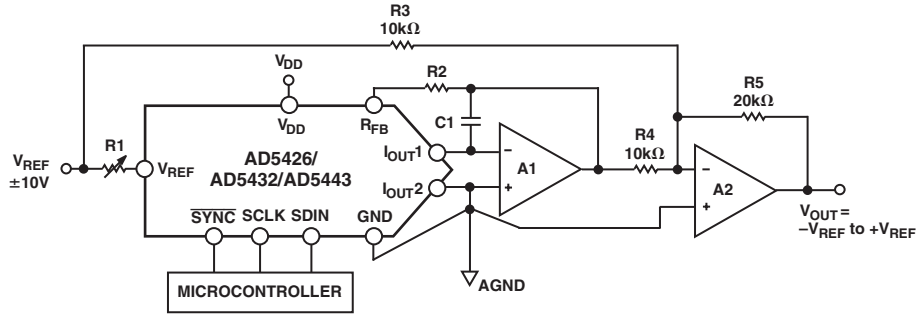 R3
10kΩ
VDD
R2
R5
20kΩ
VDD
RFB
C1
R1
IOUT1
R4
10kΩ
VREF
±10V
VREF
AD5426/
AD5432/AD5443
−
A1
+
−
A2
+
IOUT2
SYNC SCLK SDIN GND
VOUT =
−VREF to +VREF
AGND
MICROCONTROLLER